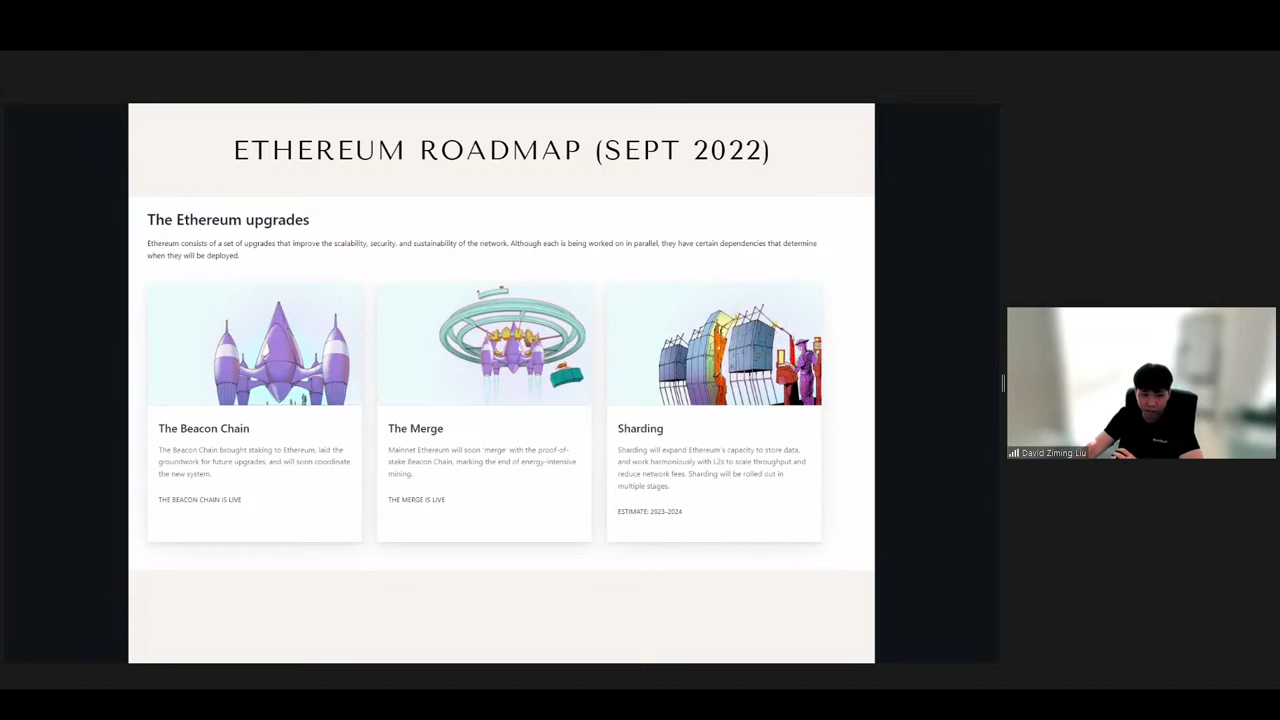 ETHEREUM ROADMAP (SEPT 2022)
The Ethereum upgrades
Ethereum consists of a set of upgrades that improve the scalability, security, and sustainability of the network. Although each is being worked on in parallel, they have certain dependencies that determine
when they will be deployed.
The Beacon Chain
The Beacon Chain brought staking to Ethereum, laid the
groundwork for future upgrades, and will soon coordinate
the new system.
THE BEACON CHAIN IS LIVE
The Merge
Mainnet Ethereum will soon 'merge' with the proof-of-
stake Beacon Chain, marking the end of energy-intensive
mining.
THE MERGE IS LIVE
Sharding
Sharding will expand Ethereum's capacity to store data,
and work harmoniously with L2s to scale throughput and
reduce network fees. Sharding will be rolled out in
multiple stages.
ESTIMATE: 2023-2024
David Ziming Liu